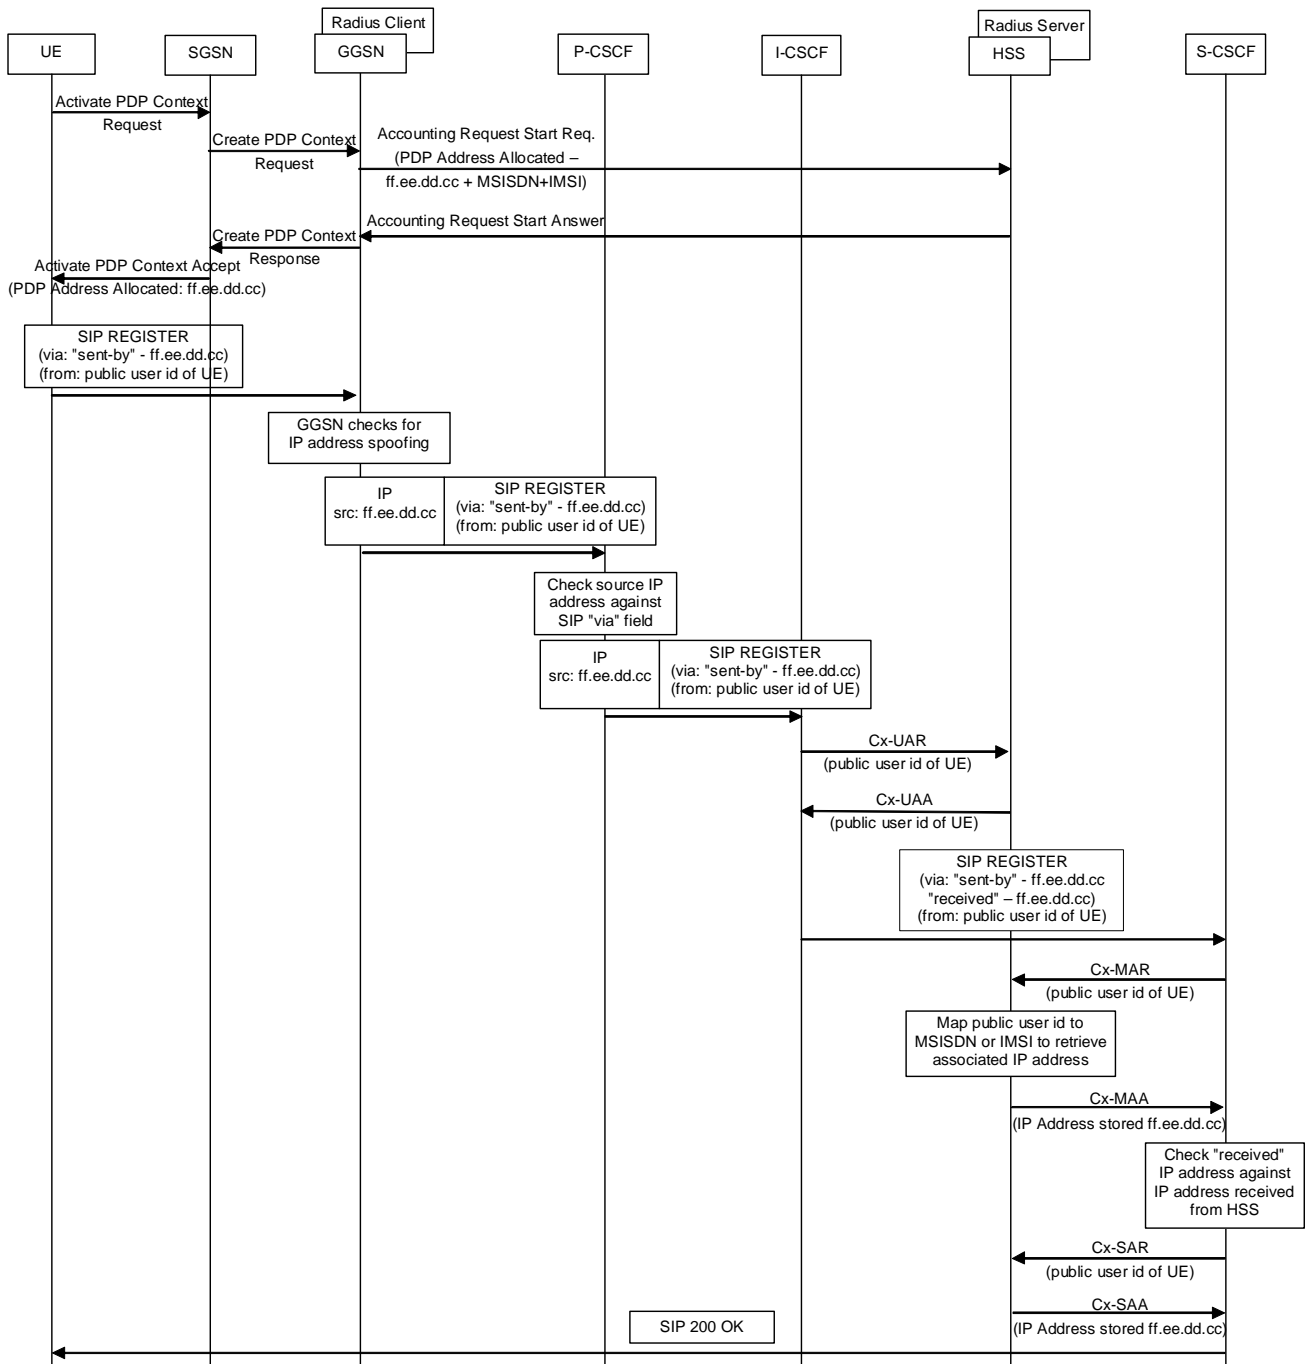 Radius Client
Radius Server
UE
SGSN
GGSN
P-CSCF
I-CSCF
HSS
S-CSCF
Activate PDP Context
Request
Create PDP Context
Request
Accounting Request Start Req.
(PDP Address Allocated –
ff.ee.dd.cc + MSISDN+IMSI)
Accounting Request Start Answer
Create PDP Context
Response
Activate PDP Context Accept
(PDP Address Allocated: ff.ee.dd.cc)
SIP REGISTER
(via: "sent-by" - ff.ee.dd.cc)
(from: public user id of UE)
GGSN checks for
IP address spoofing
IP
src: ff.ee.dd.cc
SIP REGISTER
(via: "sent-by" - ff.ee.dd.cc)
(from: public user id of UE)
Check source IP
address against
SIP "via" field
IP
src: ff.ee.dd.cc
SIP REGISTER
(via: "sent-by" - ff.ee.dd.cc)
(from: public user id of UE)
Cx-UAR
(public user id of UE)
Cx-UAA
(public user id of UE)
SIP REGISTER
(via: "sent-by" - ff.ee.dd.cc
"received" – ff.ee.dd.cc)
(from: public user id of UE)
Cx-MAR
(public user id of UE)
Map public user id to
MSISDN or IMSI to retrieve
associated IP address
Cx-MAA
(IP Address stored ff.ee.dd.cc)
Check "received"
IP address against
IP address received
from HSS
Cx-SAR
(public user id of UE)
Cx-SAA
(IP Address stored ff.ee.dd.cc)
SIP 200 OK